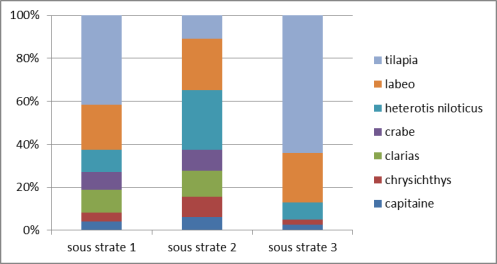 100%
80%
60%
40%
20%
0%
sous strate 1
sous strate 2
sous strate 3
tilapia
labeo
heterotis niloticus
crabe
clarias
chrysichthys
capitaine